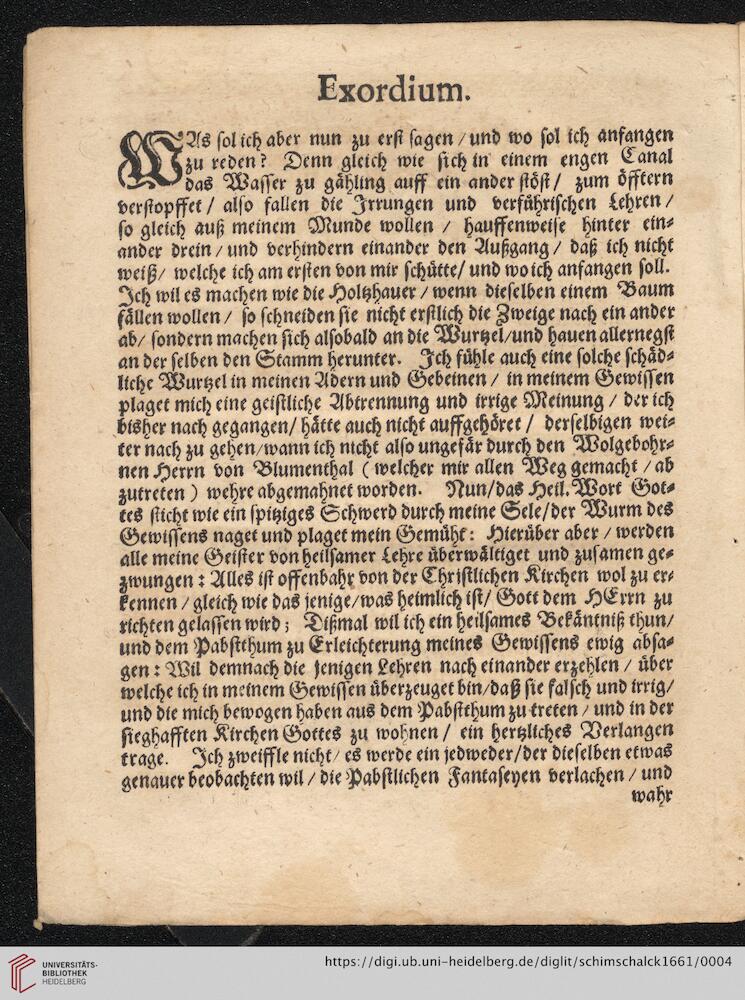 Exordium.
WAs sol ich aber nun zu erst sagen / und wo sol ich anfangen
zu reden? Denn gleich wie sich in einem engen Canal
das Wasser zu gähling auff ein ander stöst / zum öfftern
verstopffet / also fallen die Irrungen und verführischen Lehren /
so gleich auß meinem Munde wollen / hauffenweise hinter ein⸗
ander drein / und verhindern einander den Außgang / daß ich nicht
weiß / welche ich am ersten von mir schütte / und wo ich anfangen soll.
Ich wil es machen wie die Holtzhauer / wenn dieselben einem Baum
fällen wollen / so schneiden sie nicht erstlich die Zweige nach ein ander
ab / sondern machen sich alsobald an die Wurtzel / und hauen allernegst
an der selben den Stamm herunter. Ich fühle auch eine solche schäd⸗
liche Wurtzel in meinen Adern und Gebeinen / in meinem Gewissen
plaget mich eine geistliche Abtrennung und irrige Meinung / der ich
bisher nach gegangen / hätte auch nicht auffgehöret / derselbigen wei⸗
ter nach zu gehen / wann ich nicht also ungefär durch den Wolgebohr⸗
nen Herrn von Blumenthal ( welcher mir allen Weg gemacht / ab
zutreten ) wehre abgemahnet worden. Nun / das Heil. Wort Got⸗
tes sticht wie ein spitziges Schwerd durch meine Sele / der Wurm des
Gewissens naget und plaget mein Gemüht: Hierüber aber / werden
alle meine Geister von heilsamer Lehre überwältiget und zusamen ge⸗
zwungen: Alles ist offenbahr von der Christlichen Kirchen wol zu er⸗
kennen / gleich wie das jenige / was heimlich ist / Gott dem HErrn zu
richten gelassen wird; Dißmal wil ich ein heilsames Bekäntniß thun /
und dem Pabstthum zu Erleichterung meines Gewissens ewig absa⸗
gen: Wil demnach die jenigen Lehren nach einander erzehlen / über
welche ich in meinem Gewissen überzeuget bin / daß sie falsch und irrig /
und die mich bewogen haben aus dem Pabstthum zu treten / und in der
sieghafften Kirchen Gottes zu wohnen / ein hertzliches Verlangen
trage. Ich zweiffle nicht / es werde ein jedweder / der dieselben etwas
genauer beobachten wil / die Pabstlichen Fantaseyen verlachen / und
wahr
UNIVERSITÄTS-
BIBLIOTHEK
HEIDELBERG
https://digi.ub.uni-heidelberg.de/diglit/schimschalck1661/0004